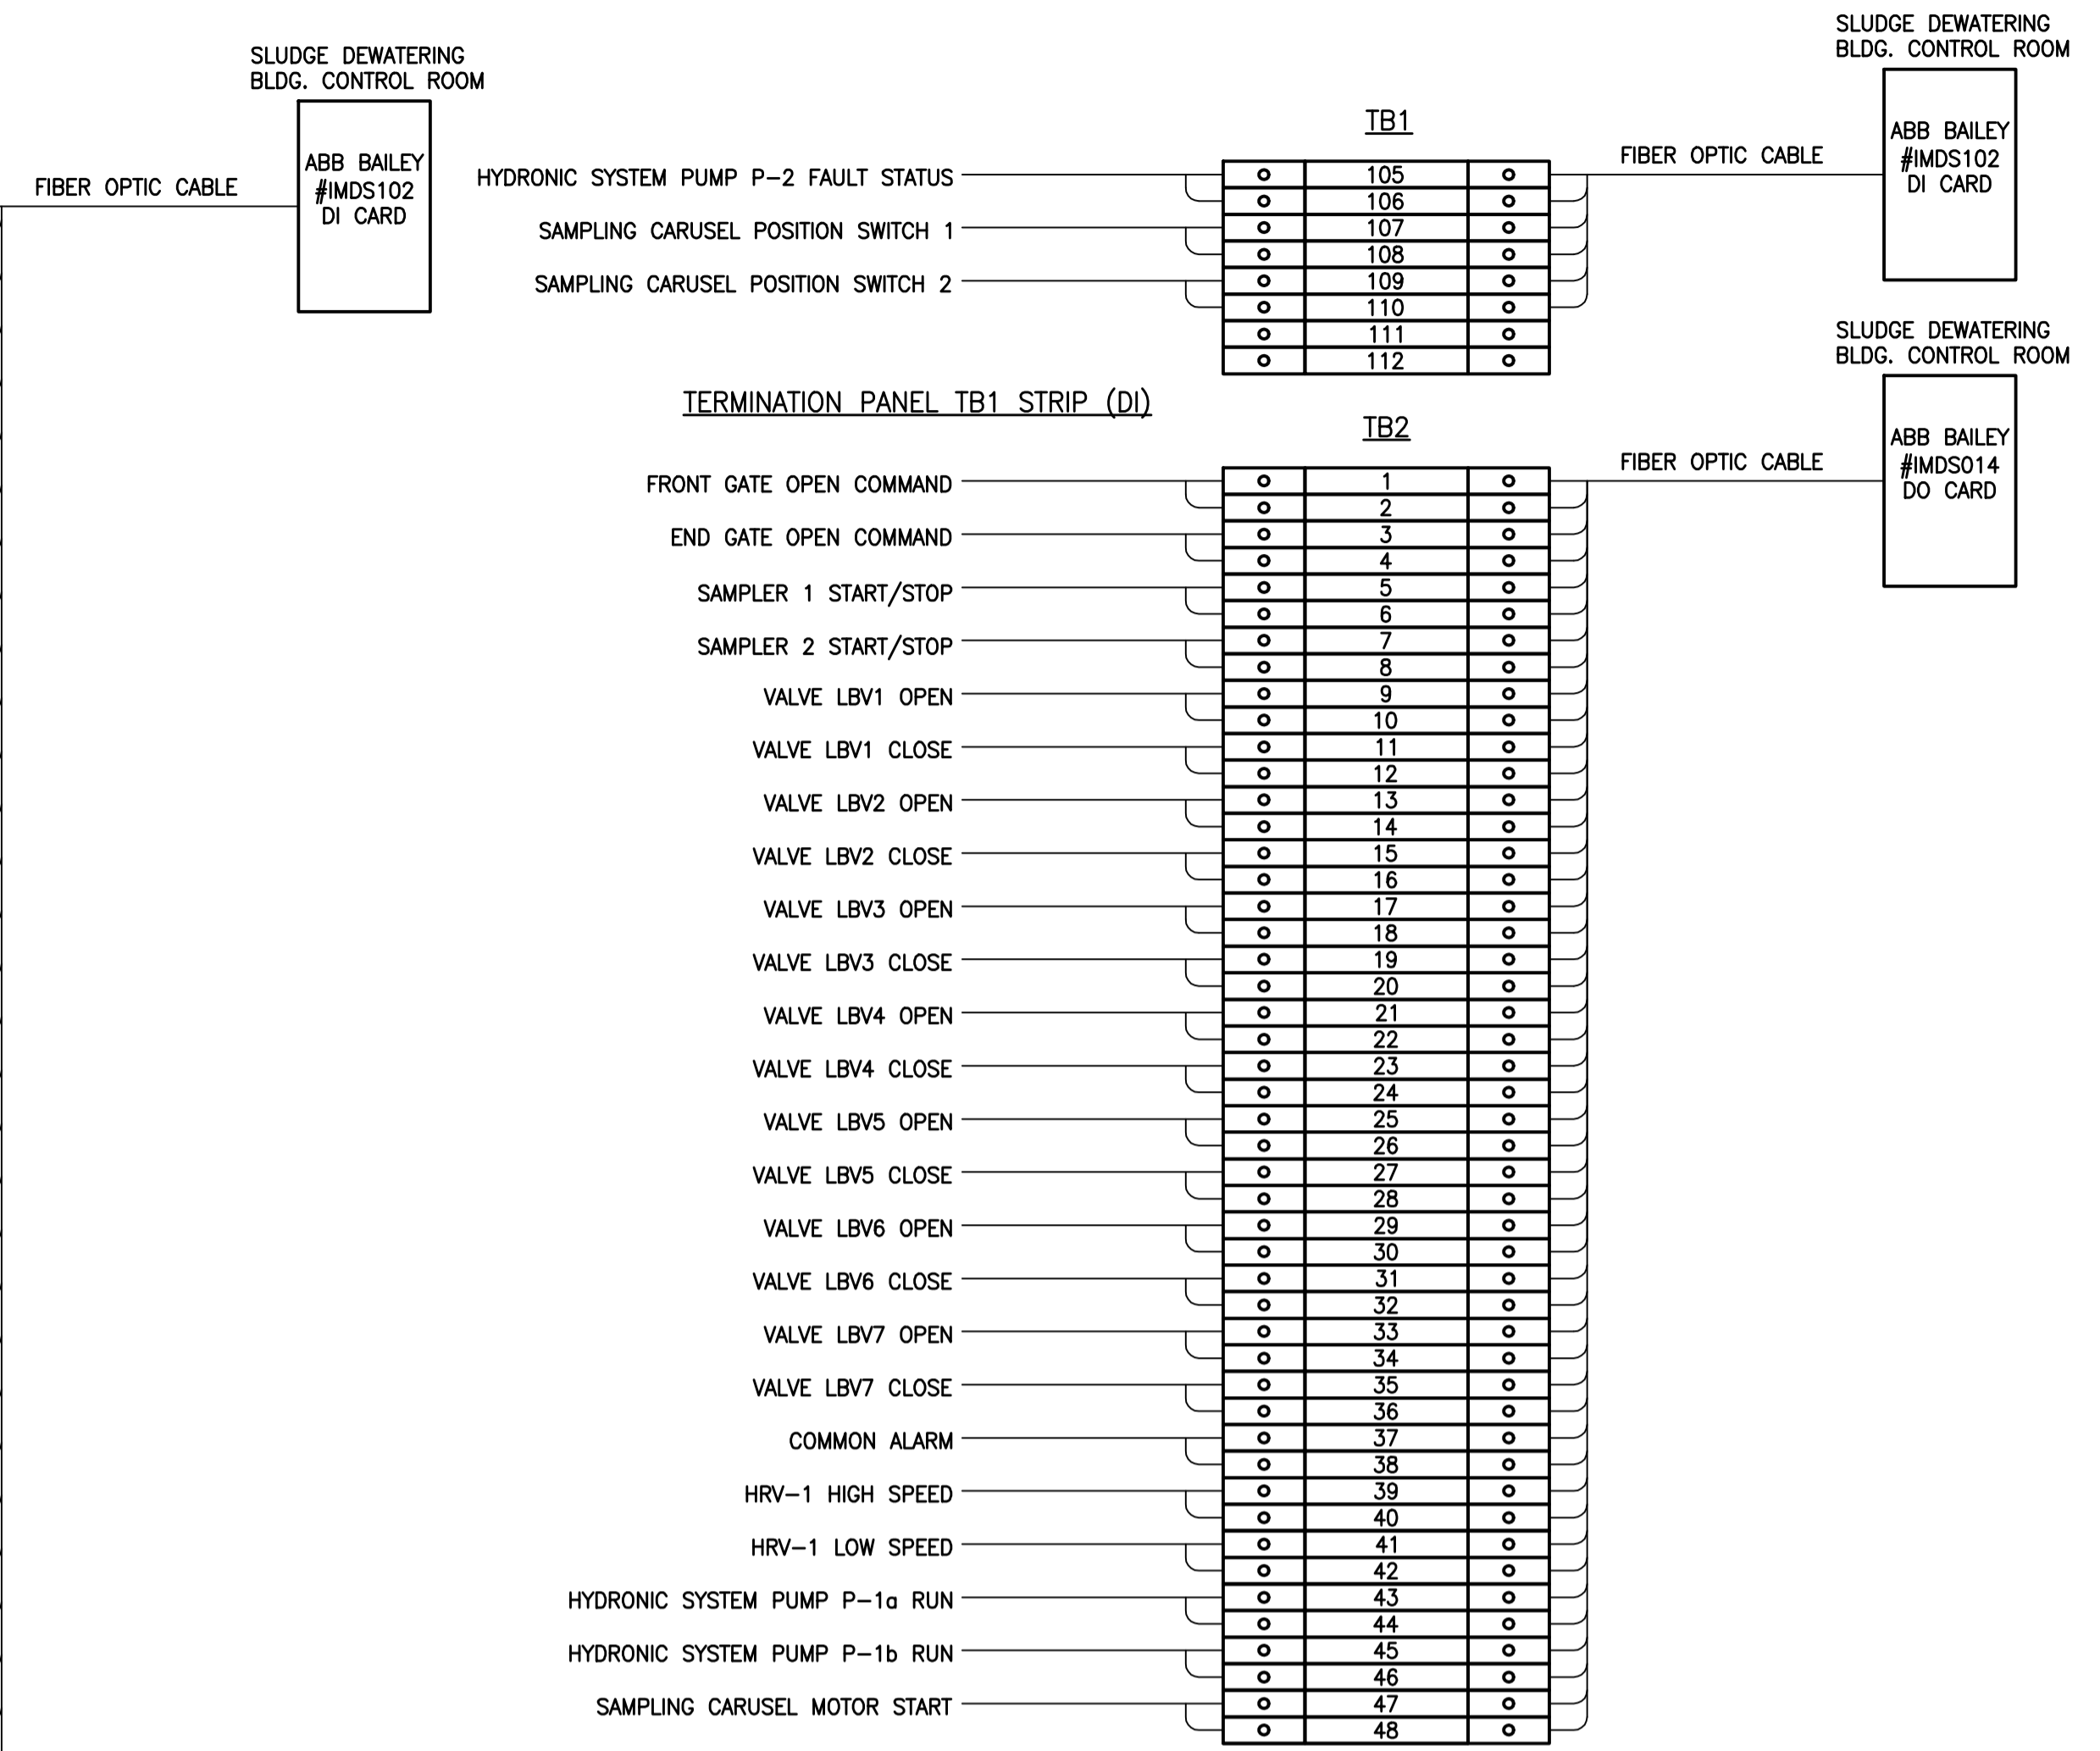 SLUDGE DEWATERING
BLDG. CONTROL ROOM
FIBER OPTIC CABLE
ABB BAILEY
#IMDS102
DI CARD
TB1
HYDRONIC SYSTEM PUMP P-2 FAULT STATUS
SAMPLING CARUSEL POSITION SWITCH 1
SAMPLING CARUSEL POSITION SWITCH 2
105
106
107
108
109
110
111
112
FIBER OPTIC CABLE
SLUDGE DEWATERING
BLDG. CONTROL ROOM
ABB BAILEY
#IMDS102
DI CARD
TERMINATION PANEL TB1 STRIP (DI)
TB2
FRONT GATE OPEN COMMAND
END GATE OPEN COMMAND
SAMPLER 1 START/STOP
SAMPLER 2 START/STOP
VALVE LBV1 OPEN
VALVE LBV1 CLOSE
VALVE LBV2 OPEN
VALVE LBV2 CLOSE
VALVE LBV3 OPEN
VALVE LBV3 CLOSE
VALVE LBV4 OPEN
VALVE LBV4 CLOSE
VALVE LBV5 OPEN
VALVE LBV5 CLOSE
VALVE LBV6 OPEN
VALVE LBV6 CLOSE
VALVE LBV7 OPEN
VALVE LBV7 CLOSE
COMMON ALARM
HRV-1 HIGH SPEED
HRV-1 LOW SPEED
HYDRONIC SYSTEM PUMP P-1a RUN
HYDRONIC SYSTEM PUMP P-1b RUN
SAMPLING CARUSEL MOTOR START
1
2
3
4
5
6
7
8
9
10
11
12
13
14
15
16
17
18
19
20
21
22
23
24
25
26
27
28
29
30
31
32
33
34
35
36
37
38
39
40
41
42
43
44
45
46
47
48
FIBER OPTIC CABLE
SLUDGE DEWATERING
BLDG. CONTROL ROOM
ABB BAILEY
#IMDSO14
DO CARD